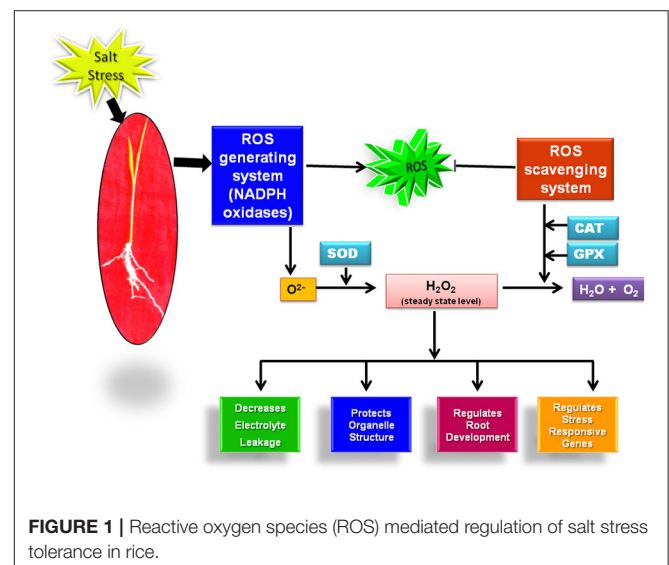 Salt
Stress
ROS
generating
system
(NADPH
oxidases)
ROS
ROS
scavenging
system
CAT
GPX
SOD
O²⁻
H₂O₂
(steady state level)
H₂O + O₂
Decreases
Electrolyte
Leakage
Protects
Organelle
Structure
Regulates
Root
Development
Regulates
Stress
Responsive
Genes
FIGURE 1 | Reactive oxygen species (ROS) mediated regulation of salt stress
tolerance in rice.